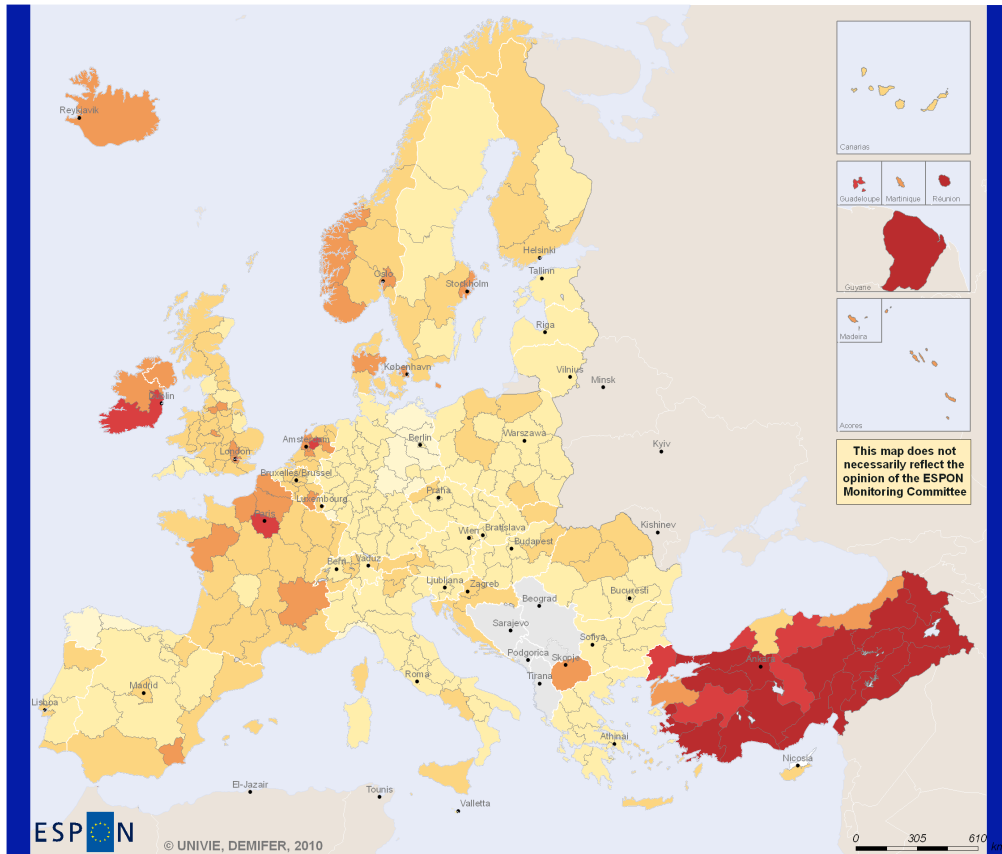 Reykjavik
Canarias
Guadeloupe
Martinique
Réunion
Guyane
Madeira
Acores
This map does not
necessarily reflect the
opinion of the ESPON
Monitoring Committee
Helsinki
Tallinn
Oslo
Stockholm
Riga
København
Vilnius
Minsk
Dublin
Amsterdam
Berlin
Warszawa
London
Kyiv
Bruxelles/Brussel
Luxembourg
Praha
Paris
Kishinev
Wien
Bratislava
Budapest
Bern
Vaduz
Ljubljana
Zagreb
Beograd
Bucuresti
Sarajevo
Sofiya
Podgorica
Skopje
Ankara
Madrid
Roma
Tirana
Lisboa
Athinai
Nicosia
El-Jazair
Tounis
Valletta
ESPON
© UNIVIE, DEMIFER, 2010
0 305 610